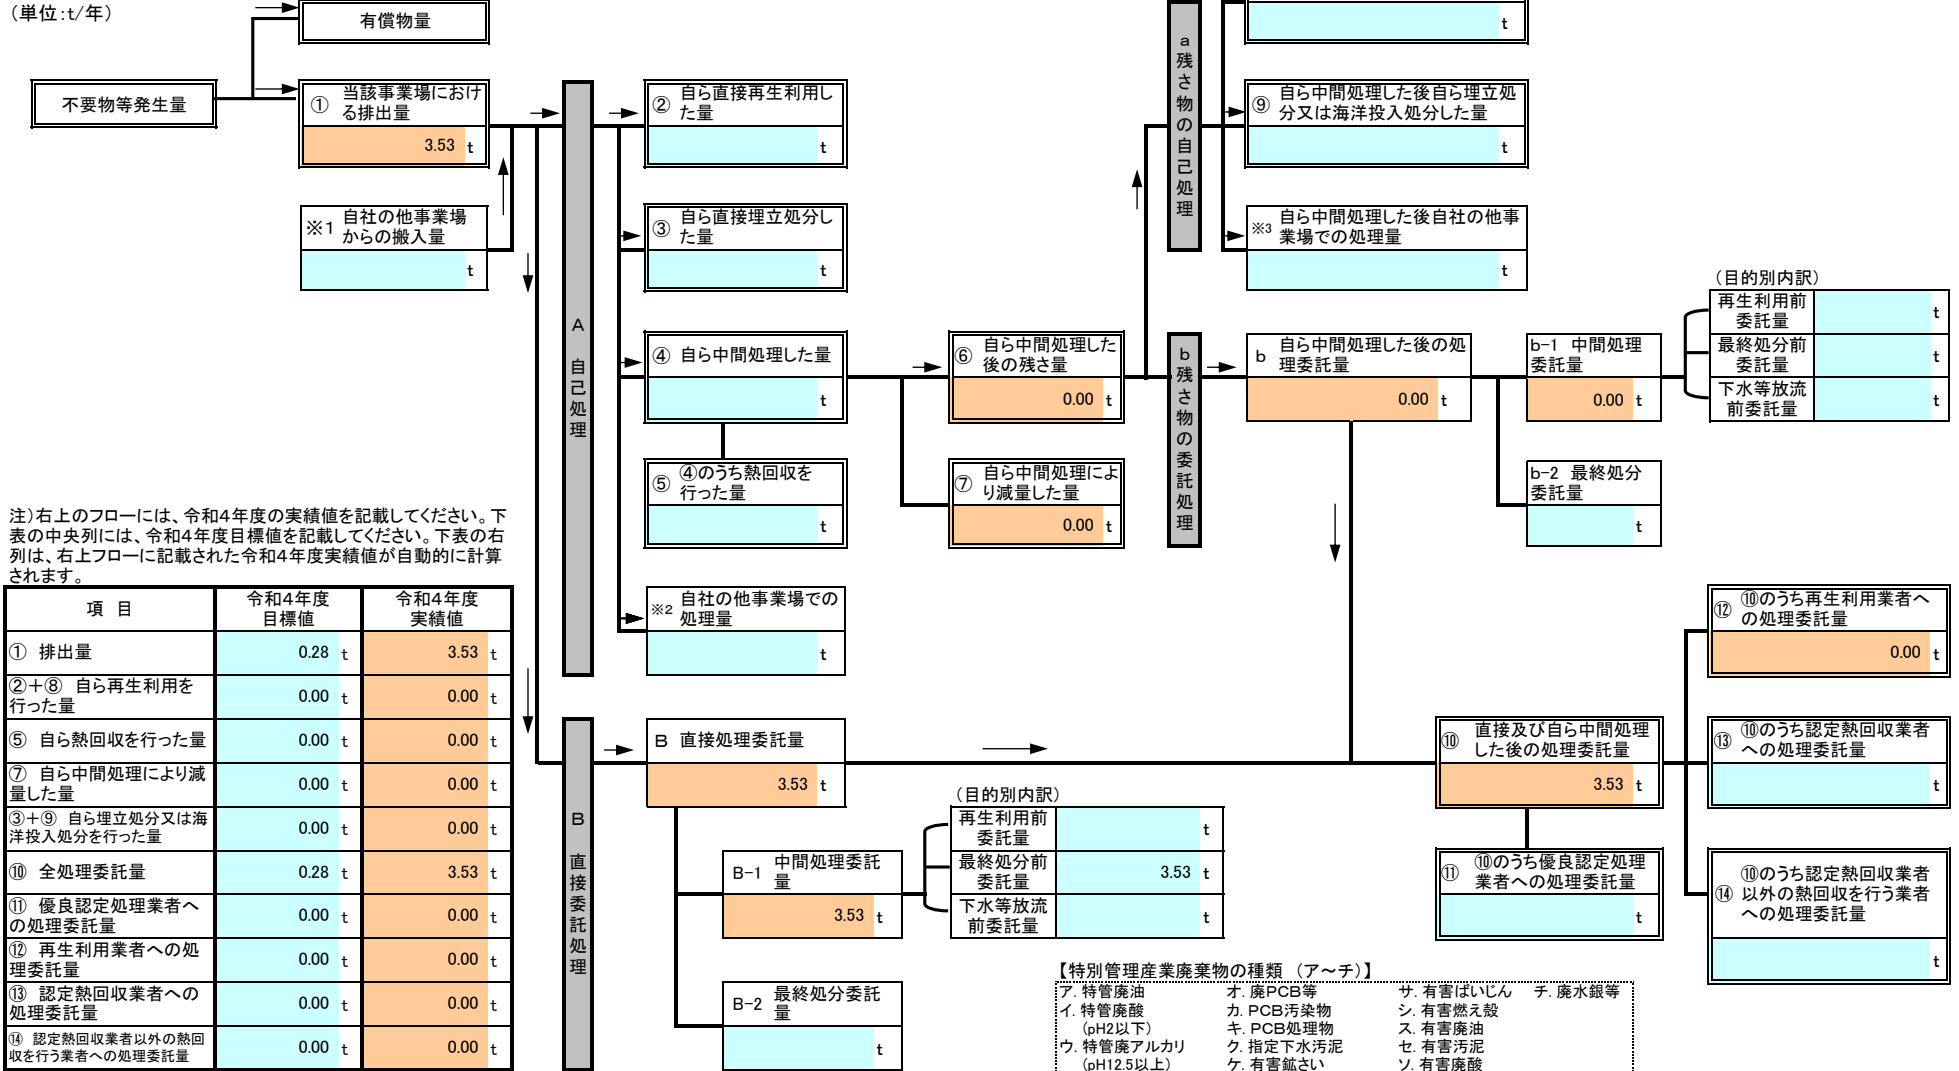 (単位:t/年)
有償物量
不要物等発生量
① 当該事業場におけ
る排出量
3.53 t
※1 自社の他事業場
からの搬入量
t
A 自己処理
② 自ら直接再生利用し
た量
t
③ 自ら直接埋立処分し
た量
t
④ 自ら中間処理した量
t
⑤ ④のうち熱回収を
行った量
t
※2 自社の他事業場での
処理量
t
⑥ 自ら中間処理した
後の残さ量
0.00 t
⑦ 自ら中間処理によ
り減量した量
0.00 t
a 残さ物の自己処理
t
⑨ 自ら中間処理した後自ら埋立処
分又は海洋投入処分した量
t
※3 自ら中間処理した後自社の他事
業場での処理量
t
b 残さ物の委託処理
b 自ら中間処理した後の処
理委託量
0.00 t
b-1 中間処理
委託量
0.00 t
b-2 最終処分
委託量
t
(目的別内訳)
再生利用前
委託量
t
最終処分前
委託量
t
下水等放流
前委託量
t
注)右上のフローには、令和4年度の実績値を記載してください。下
表の中央列には、令和4年度目標値を記載してください。下表の右
列は、右上フローに記載された令和4年度実績値が自動的に計算
されます。
項 目 令和4年度
目標値 令和4年度
実績値
① 排出量 0.28 t 3.53 t
②+⑧ 自ら再生利用を
行った量 0.00 t 0.00 t
⑤ 自ら熱回収を行った量 0.00 t 0.00 t
⑦ 自ら中間処理により減
量した量 0.00 t 0.00 t
③+⑨ 自ら埋立処分又は海
洋投入処分を行った量 0.00 t 0.00 t
⑩ 全処理委託量 0.28 t 3.53 t
⑪ 優良認定処理業者へ
の処理委託量 0.00 t 0.00 t
⑫ 再生利用業者への処
理委託量 0.00 t 0.00 t
⑬ 認定熱回収業者への
処理委託量 0.00 t 0.00 t
⑭ 認定熱回収業者以外の熱回
収を行う業者への処理委託量 0.00 t 0.00 t
B 直接委託処理
B 直接処理委託量
3.53 t
B-1 中間処理委託
量
3.53 t
B-2 最終処分委託
量
t
(目的別内訳)
再生利用前
委託量
t
最終処分前
委託量
3.53 t
下水等放流
前委託量
t
⑩ 直接及び自ら中間処理
した後の処理委託量
3.53 t
⑪ ⑩のうち優良認定処理
業者への処理委託量
t
⑫ ⑩のうち再生利用業者へ
の処理委託量
0.00 t
⑬ ⑩のうち認定熱回収業者
への処理委託量
t
⑭ ⑩のうち認定熱回収業者
以外の熱回収を行う業者
への処理委託量
t
【特別管理産業廃棄物の種類 (ア~チ)】
ア. 特管廃油 オ. 廃PCB等 サ. 有害ばいじん チ. 廃水銀等
イ. 特管廃酸 カ. PCB汚染物 シ. 有害燃え殻
(pH2以下) キ. PCB処理物 ス. 有害廃油
ウ. 特管廃アルカリ ク. 指定下水汚泥 セ. 有害汚泥
(pH12.5以上) ケ. 有害鉱さい ソ. 有害廃酸